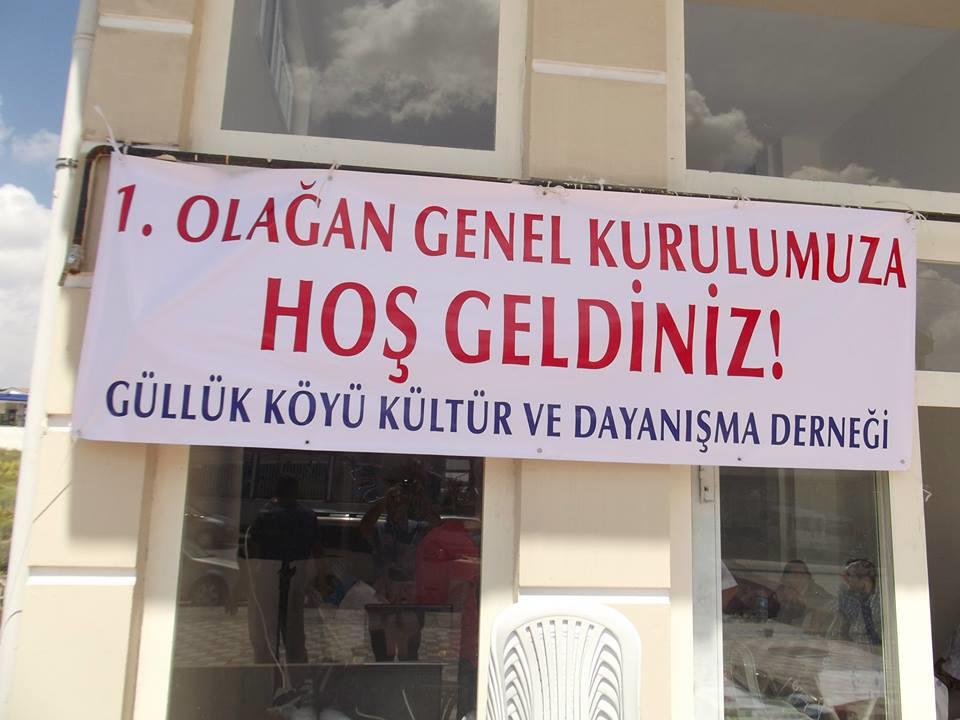 1. OLAĞAN GENEL KURULUMUZA
HOŞ GELDİNİZ!
GÜLLÜK KÖYÜ KÜLTÜR VE DAYANIŞMA DERNEĞİ